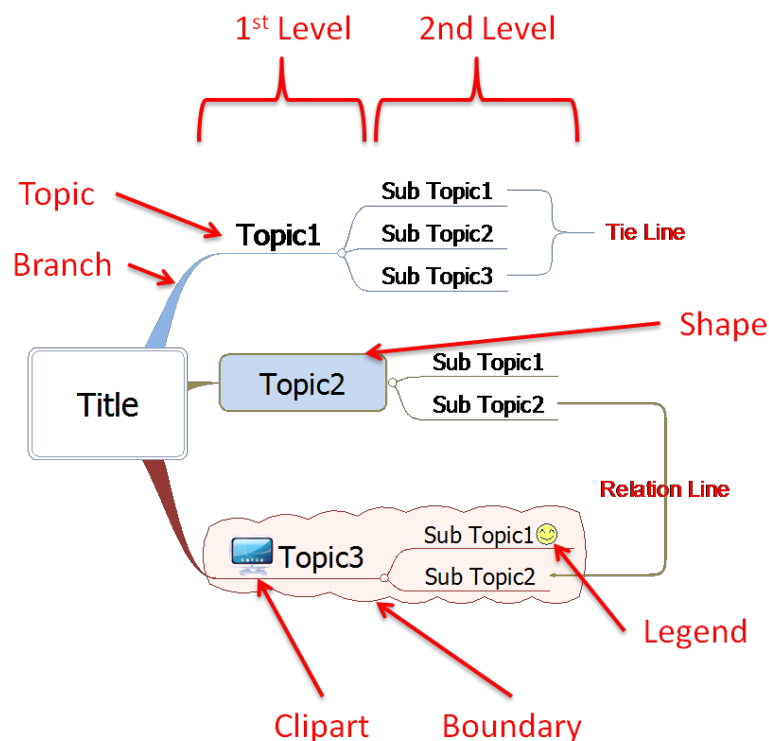 1st Level
2nd Level
Topic
Topic1
Sub Topic1
Sub Topic2
Sub Topic3
Tie Line
Branch
Shape
Title
Topic2
Sub Topic1
Sub Topic2
Relation Line
Topic3
Sub Topic1
Sub Topic2
Legend
Clipart
Boundary